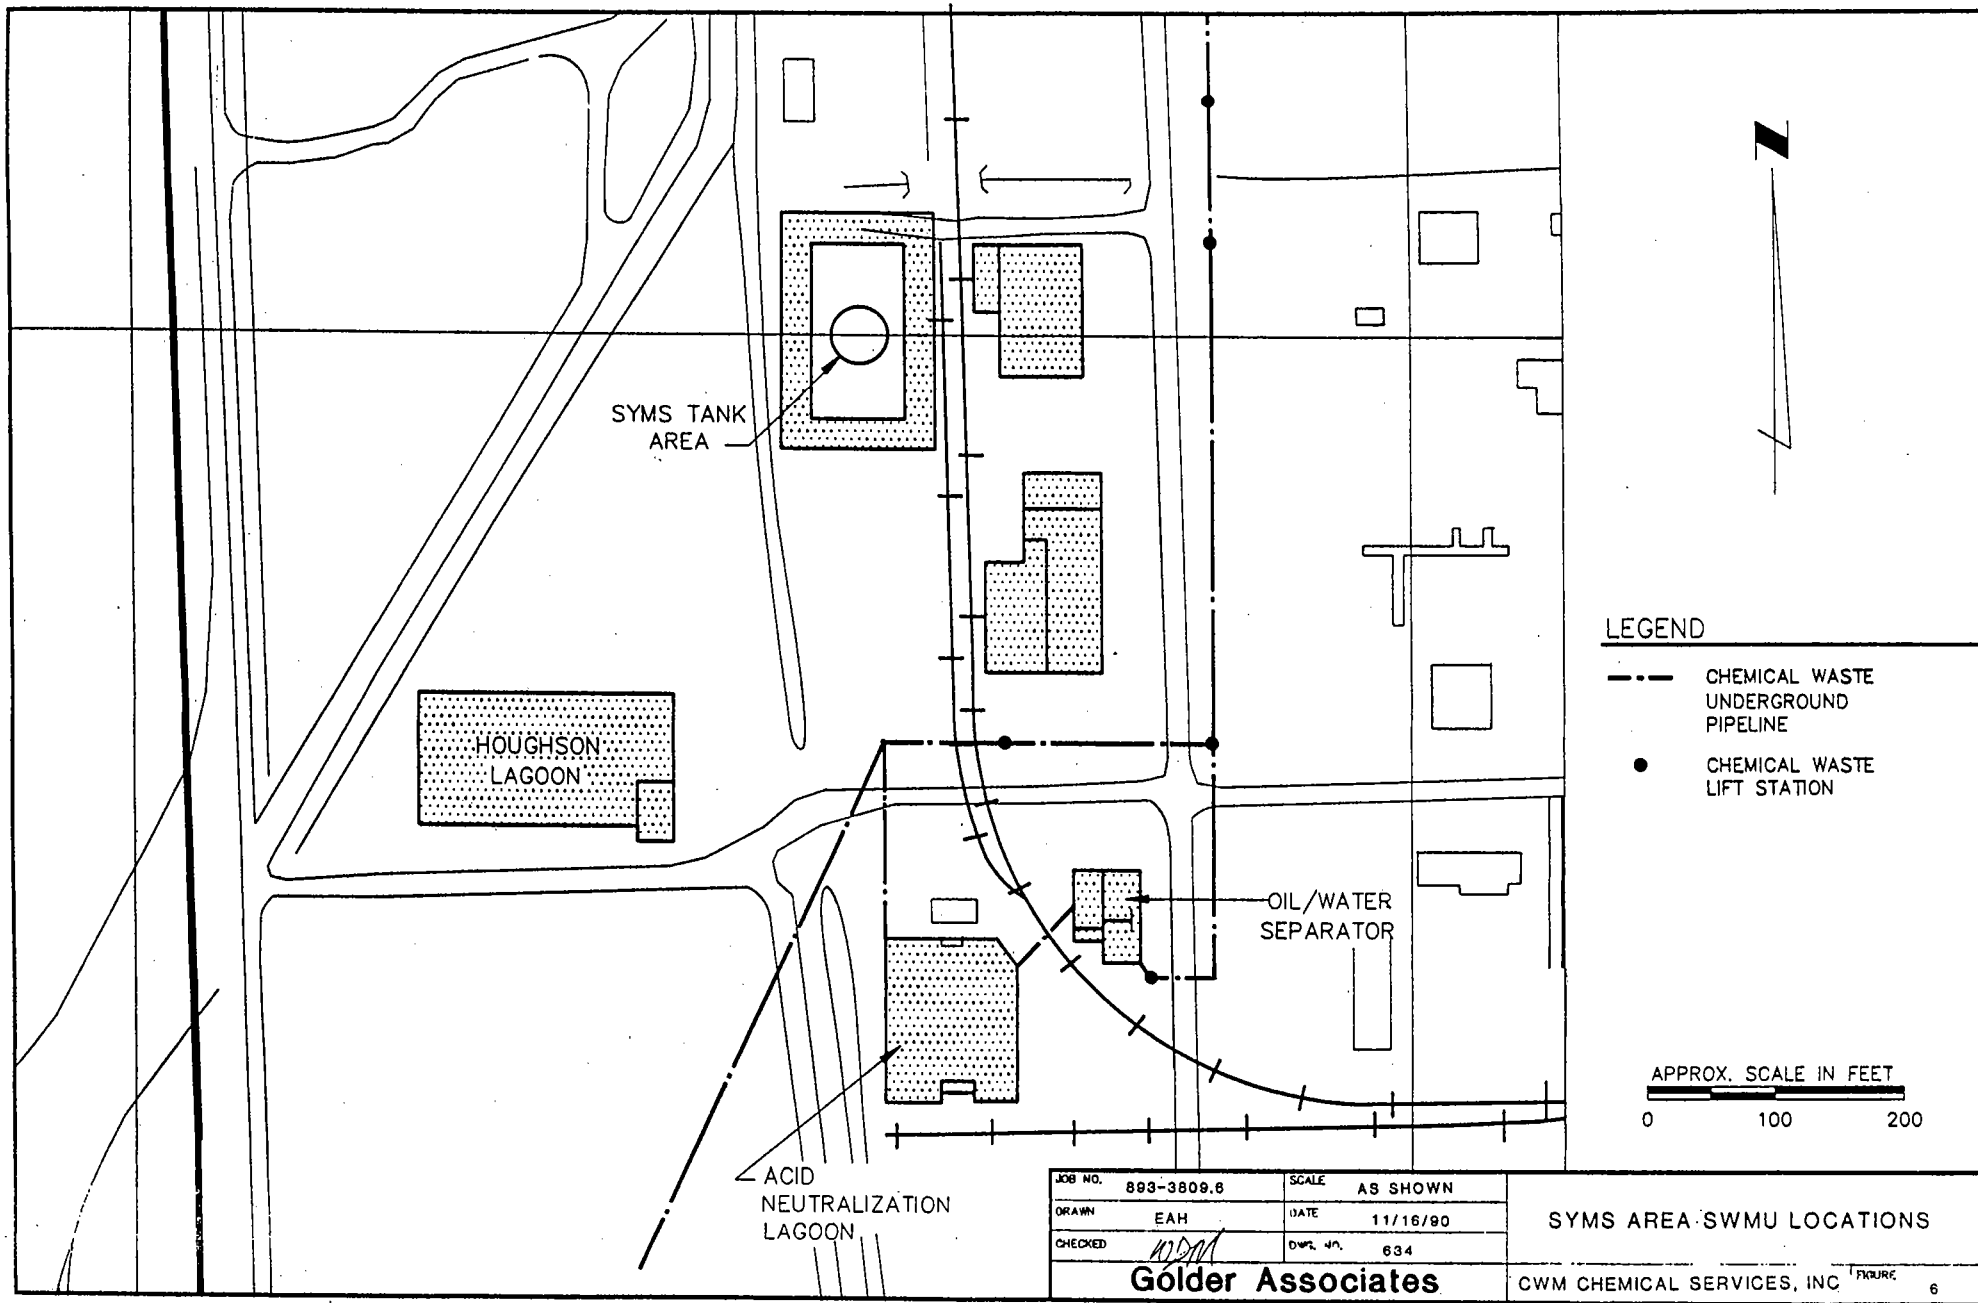 N
SYMS TANK
AREA
HOUGHSON
LAGOON
OIL/WATER
SEPARATOR
ACID
NEUTRALIZATION
LAGOON
LEGEND
CHEMICAL WASTE
UNDERGROUND
PIPELINE
CHEMICAL WASTE
LIFT STATION
APPROX. SCALE IN FEET
0 100 200
JOB NO. 893-3809.6 SCALE AS SHOWN
DRAWN EAH DATE 11/16/90
CHECKED WDM DWG. NO. 634
Golder Associates
SYMS AREA SWMU LOCATIONS
CWM CHEMICAL SERVICES, INC FIGURE 6